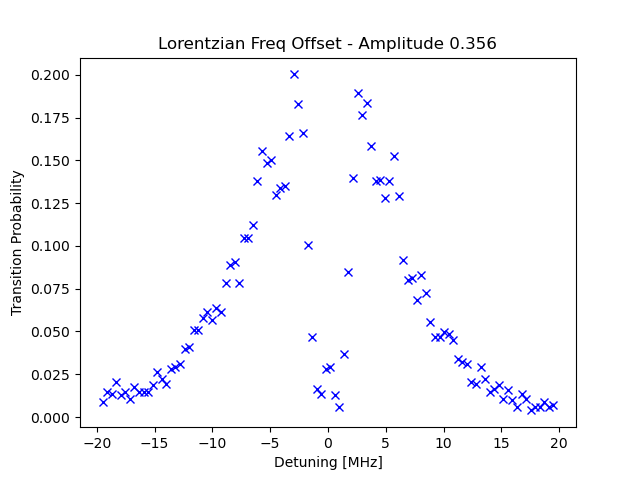 Lorentzian Freq Offset - Amplitude 0.356
0.200
0.175
0.150
0.125
0.100
0.075
0.050
0.025
0.000
Transition Probability
−20 −15 −10 −5 0 5 10 15 20
Detuning [MHz]